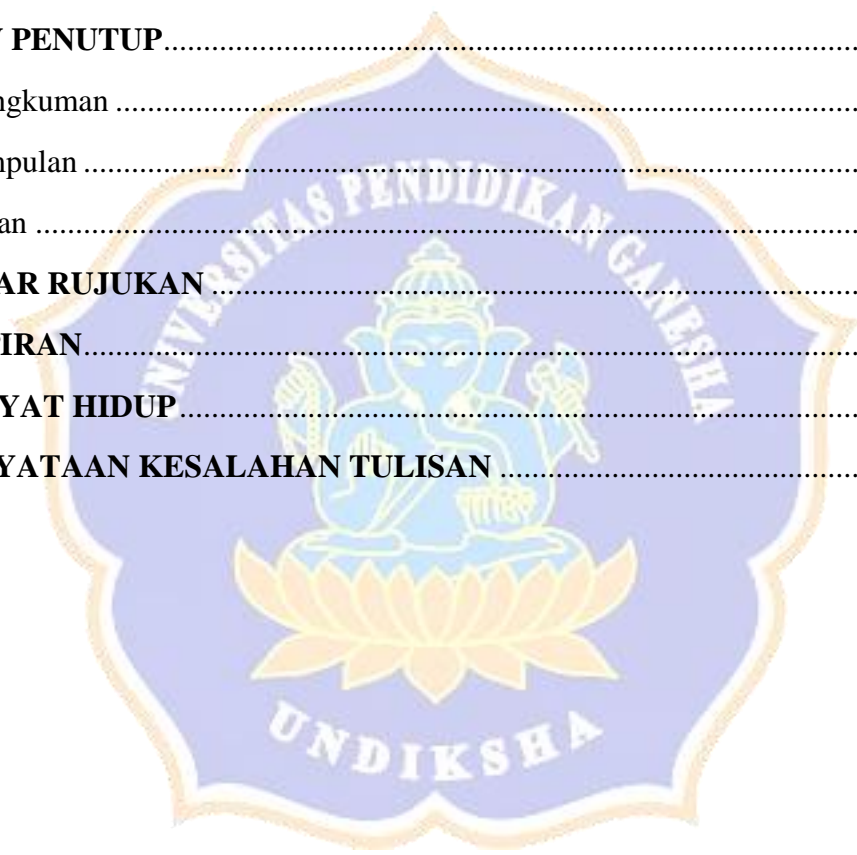 PENUTUP................................................................
ngkuman ................................................................
npulan ................................................................
an ................................................................
AR RUJUKAN ................................................................
IRAN................................................................
YAT HIDUP................................................................
YATAAN KESALAHAN TULISAN ................................................................
UNIVERSITAS PENDIDIKAN GANESHA
UNDIKSHA